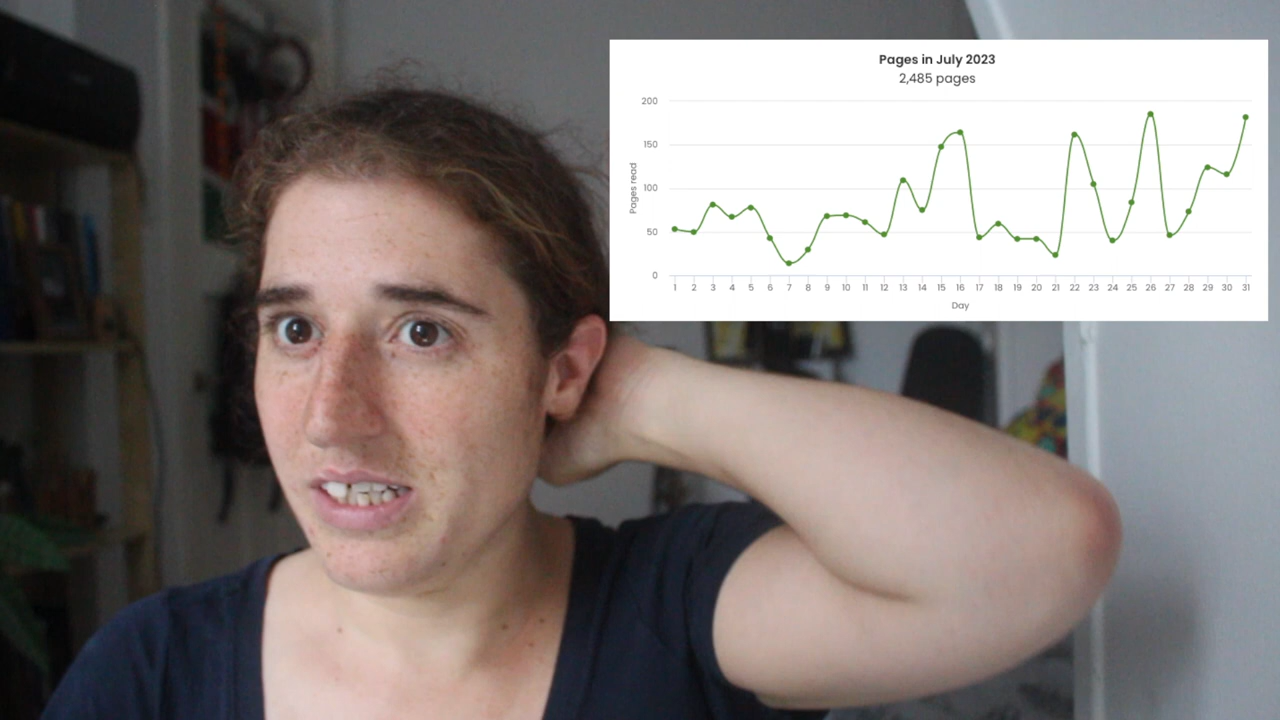 Pages in July 2023
2,485 pages
200
150
100
50
0
Pages read
1 2 3 4 5 6 7 8 9 10 11 12 13 14 15 16 17 18 19 20 21 22 23 24 25 26 27 28 29 30 31
Day